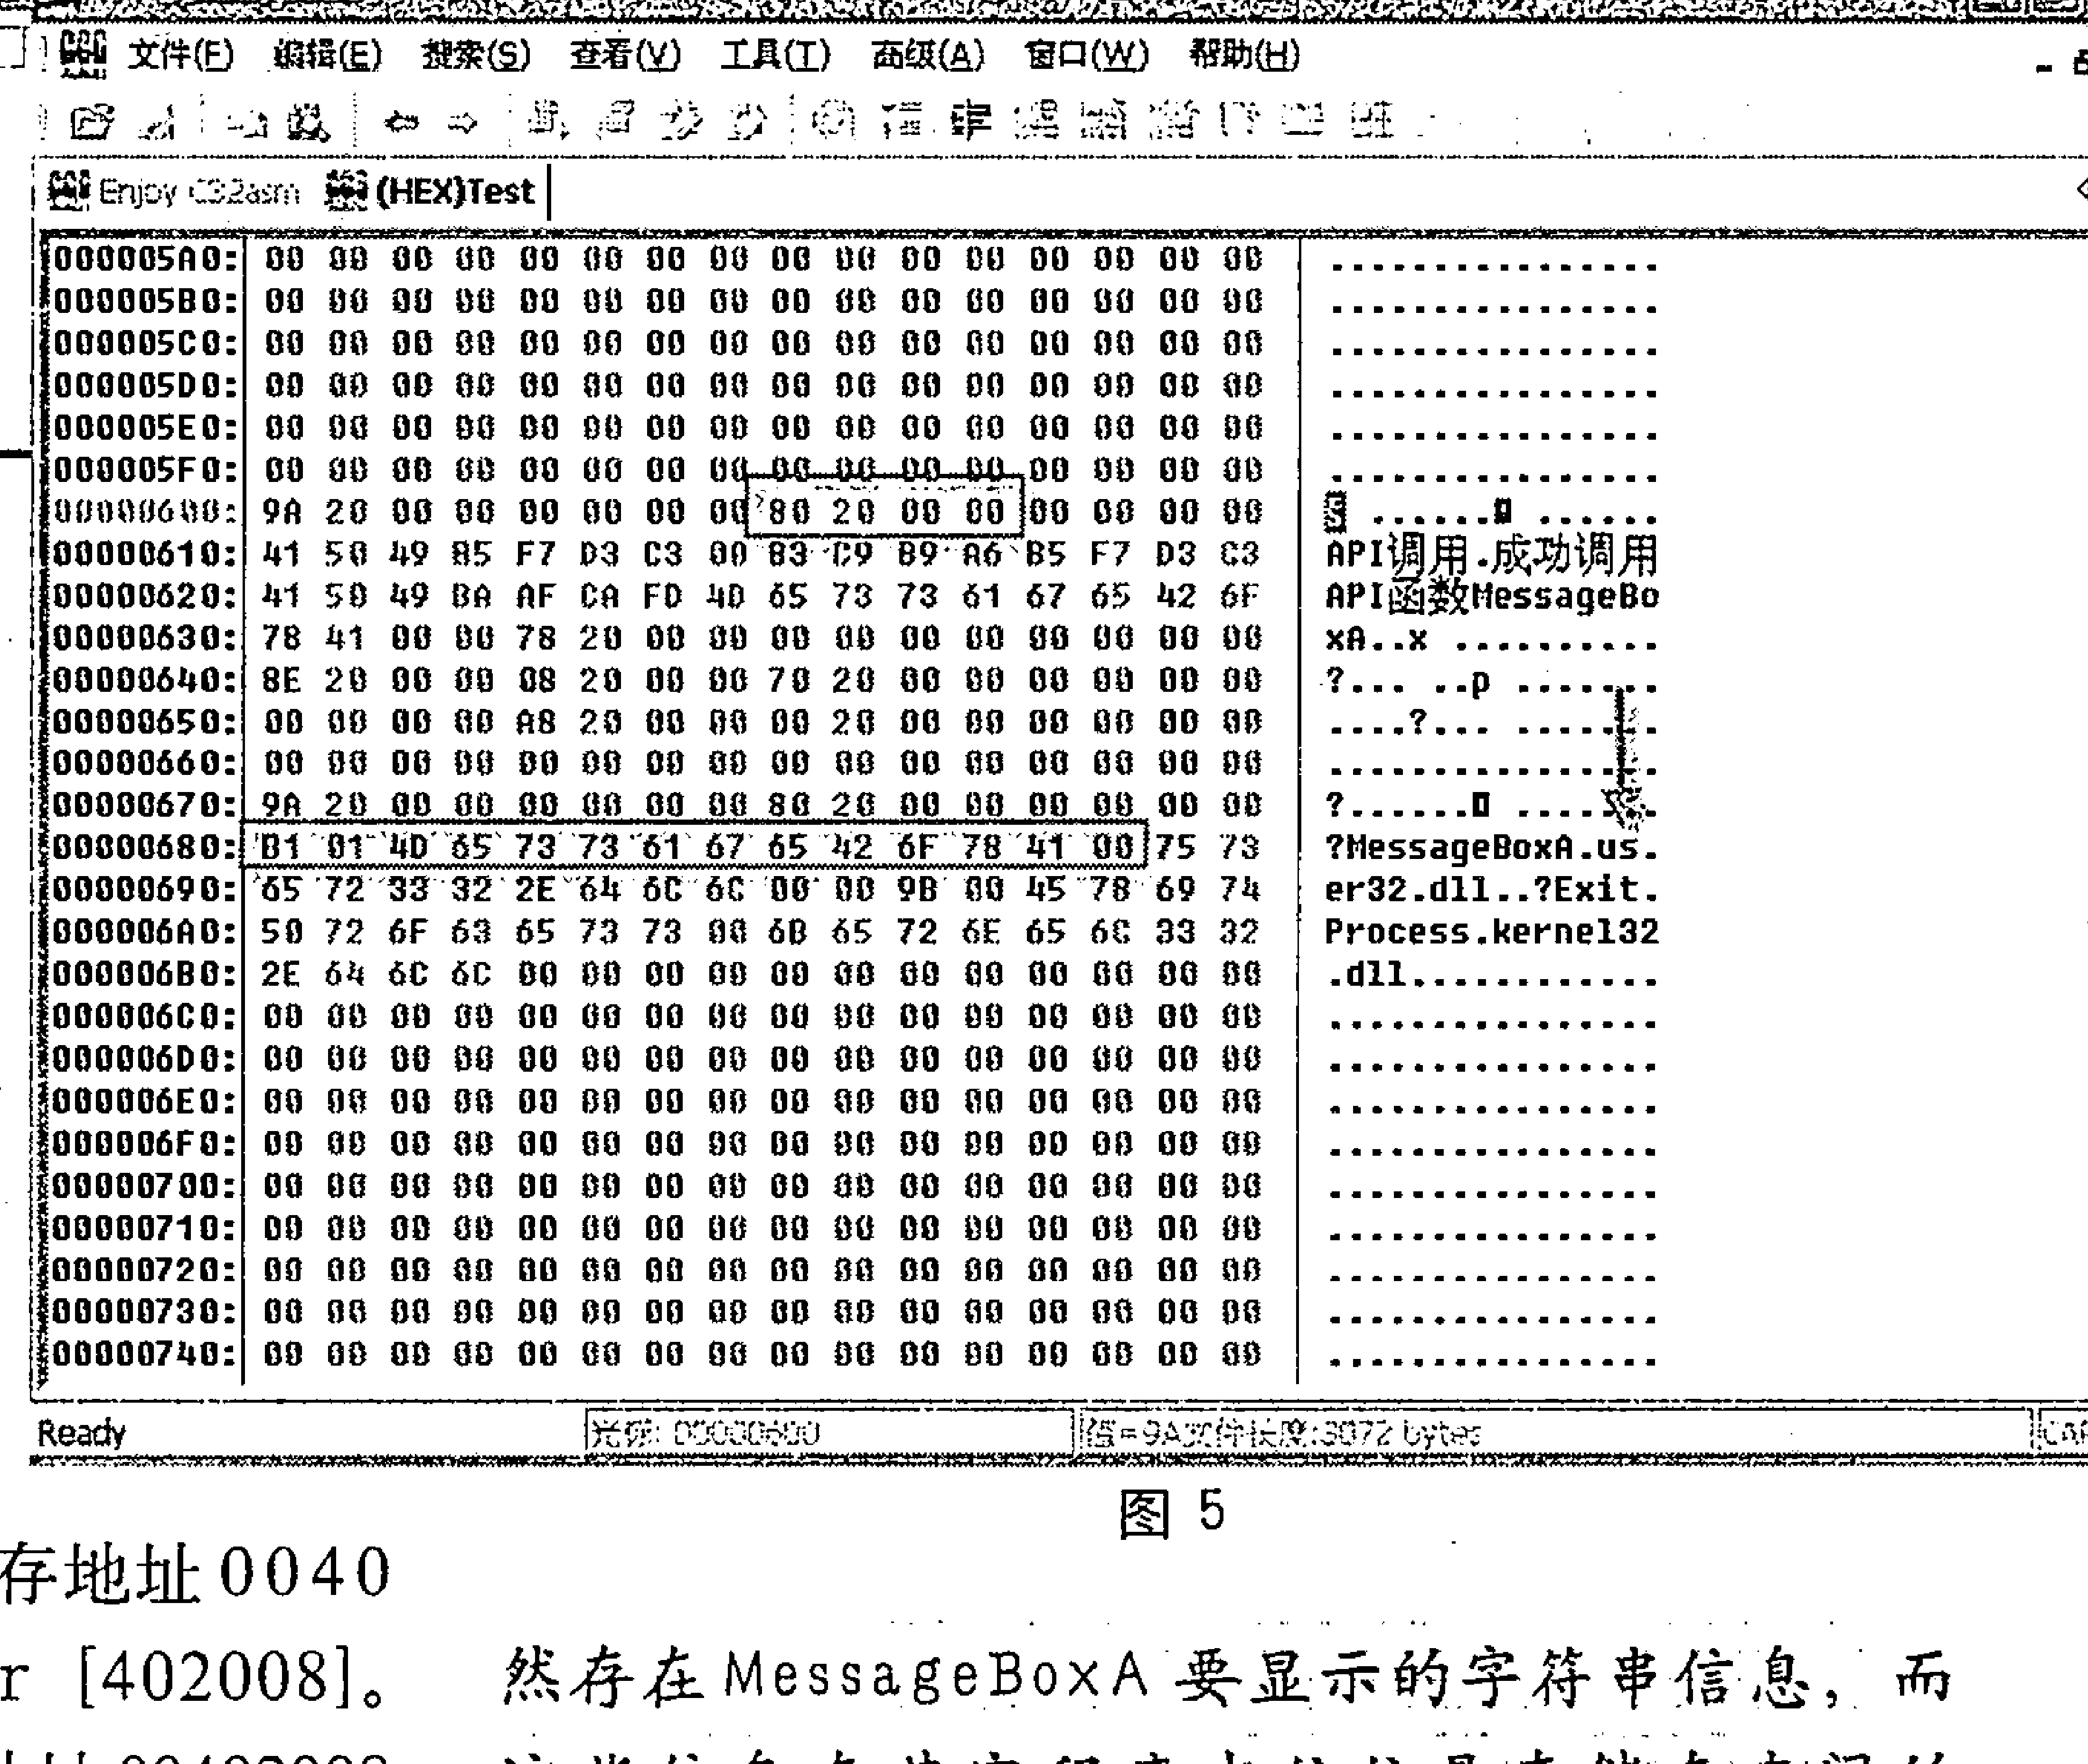 文件(F) 编辑(E) 搜索(S) 查看(V) 工具(T) 高级(A) 窗口(W) 帮助(H)
Enjoy C32asm (HEX)Test
000005A0: 00 00 00 00 00 00 00 00 00 00 00 00 00 00 00 00 ................
000005B0: 00 00 00 00 00 00 00 00 00 00 00 00 00 00 00 00 ................
000005C0: 00 00 00 00 00 00 00 00 00 00 00 00 00 00 00 00 ................
000005D0: 00 00 00 00 00 00 00 00 00 00 00 00 00 00 00 00 ................
000005E0: 00 00 00 00 00 00 00 00 00 00 00 00 00 00 00 00 ................
000005F0: 00 00 00 00 00 00 00 00 00 00 00 00 00 00 00 00 ................
00000600: 9A 20 00 00 00 00 00 00 80 20 00 00 00 00 00 00
00000610: 41 50 49 B5 F7 D3 C3 00 B3 C9 B9 A6 B5 F7 D3 C3 API调用.成功调用
00000620: 41 50 49 BA AF CA FD 4D 65 73 73 61 67 65 42 6F API函数MessageBo
00000630: 78 41 00 00 78 20 00 00 00 00 00 00 00 00 00 00 xA..x ..........
00000640: 8E 20 00 00 08 20 00 00 70 20 00 00 00 00 00 00 ?... ..p .......
00000650: 00 00 00 00 A8 20 00 00 00 20 00 00 00 00 00 00 ....?... .......
00000660: 00 00 00 00 00 00 00 00 00 00 00 00 00 00 00 00 ................
00000670: 9A 20 00 00 00 00 00 00 80 20 00 00 00 00 00 00
00000680: B1 01 4D 65 73 73 61 67 65 42 6F 78 41 00 75 73 ?MessageBoxA.us.
00000690: 65 72 33 32 2E 64 6C 6C 00 00 9B 00 45 78 69 74 er32.dll..?Exit.
000006A0: 50 72 6F 63 65 73 73 00 6B 65 72 6E 65 6C 33 32 Process.kernel32
000006B0: 2E 64 6C 6C 00 00 00 00 00 00 00 00 00 00 00 00 .dll............
000006C0: 00 00 00 00 00 00 00 00 00 00 00 00 00 00 00 00 ................
000006D0: 00 00 00 00 00 00 00 00 00 00 00 00 00 00 00 00 ................
000006E0: 00 00 00 00 00 00 00 00 00 00 00 00 00 00 00 00 ................
000006F0: 00 00 00 00 00 00 00 00 00 00 00 00 00 00 00 00 ................
00000700: 00 00 00 00 00 00 00 00 00 00 00 00 00 00 00 00 ................
00000710: 00 00 00 00 00 00 00 00 00 00 00 00 00 00 00 00 ................
00000720: 00 00 00 00 00 00 00 00 00 00 00 00 00 00 00 00 ................
00000730: 00 00 00 00 00 00 00 00 00 00 00 00 00 00 00 00 ................
00000740: 00 00 00 00 00 00 00 00 00 00 00 00 00 00 00 00 ................
Ready 光标: 00000600 值=9A文件长度:3072 bytes
图 5
存地址0040
r [402008]。
然存在MessageBoxA要显示的字符串信息，而